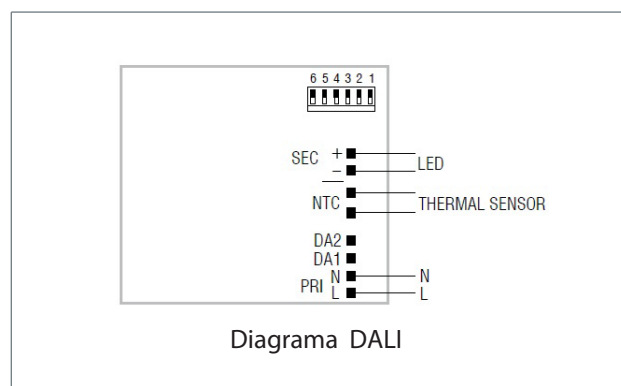 6 5 4 3 2 1
SEC + LED
−
NTC THERMAL SENSOR
DA2
DA1
PRI N N
L L
Diagrama DALI